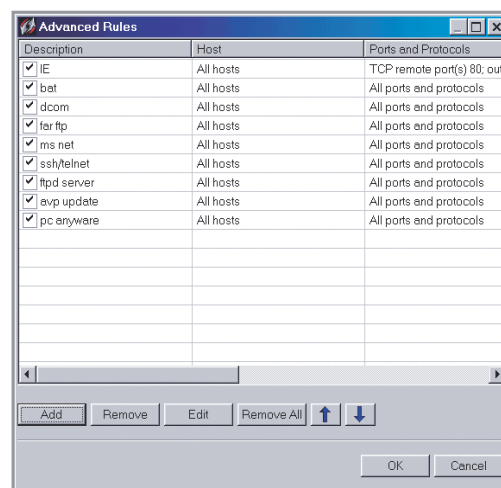 Advanced Rules
Description Host Ports and Protocols
IE All hosts TCP remote port(s) 80; out
bat All hosts All ports and protocols
dcom All hosts All ports and protocols
far ftp All hosts All ports and protocols
ms net All hosts All ports and protocols
ssh/telnet All hosts All ports and protocols
ftpd server All hosts All ports and protocols
avp update All hosts All ports and protocols
pc anyware All hosts All ports and protocols
Add Remove Edit Remove All
OK Cancel